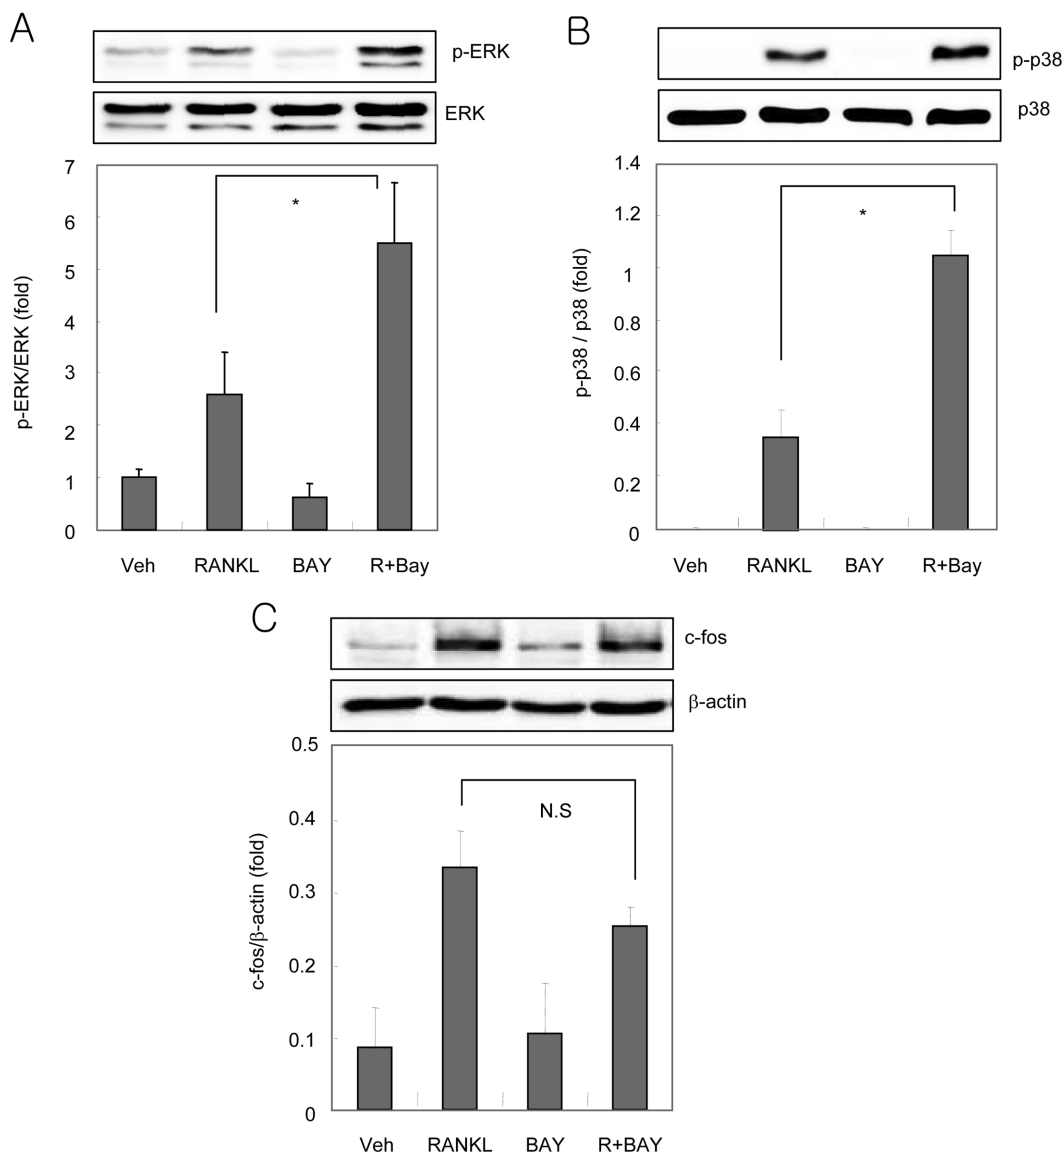 A
p-ERK
ERK
7
6
5
4
3
2
1
0
p-ERK/ERK (fold)
*
Veh RANKL BAY R+Bay
B
p-p38
p38
1.4
1.2
1
0.8
0.6
0.4
0.2
0
p-p38 / p38 (fold)
*
Veh RANKL BAY R+Bay
C
c-fos
β-actin
0.5
0.4
0.3
0.2
0.1
0
c-fos/β-actin (fold)
N.S
Veh RANKL BAY R+BAY